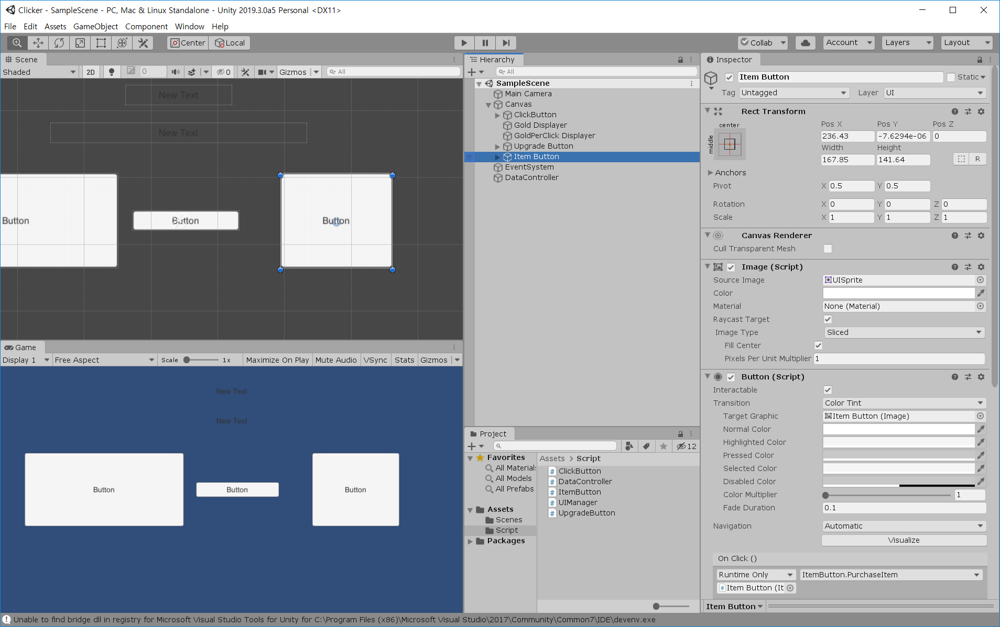 Clicker - SampleScene - PC, Mac & Linux Standalone - Unity 2019.3.0a5 Personal <DX11>
File Edit Assets GameObject Component Window Help
Center Local Collab Account Layers Layout
Scene
Shaded 2D 0 0 Gizmos All
New Text
New Text
Button Button Button
Game
Display 1 Free Aspect Scale 1x Maximize On Play Mute Audio VSync Stats Gizmos
New Text
New Text
Button Button Button
Hierarchy
All
SampleScene
Main Camera
Canvas
ClickButton
Gold Displayer
GoldPerClick Displayer
Upgrade Button
Item Button
EventSystem
DataController
Project
12
Favorites
All Material
All Models
All Prefabs
Assets
Scenes
Script
Packages
Assets > Script
ClickButton
DataController
ItemButton
UIManager
UpgradeButton
Inspector
Item Button Static
Tag Untagged Layer UI
Rect Transform
center
middle
Pos X Pos Y Pos Z
236.43 -7.6294e-06 0
Width Height
167.85 141.64 R
Anchors
Pivot X 0.5 Y 0.5
Rotation X 0 Y 0 Z 0
Scale X 1 Y 1 Z 1
Canvas Renderer
Cull Transparent Mesh
Image (Script)
Source Image UISprite
Color
Material None (Material)
Raycast Target
Image Type Sliced
Fill Center
Pixels Per Unit Multiplier 1
Button (Script)
Interactable
Transition Color Tint
Target Graphic Item Button (Image)
Normal Color
Highlighted Color
Pressed Color
Selected Color
Disabled Color
Color Multiplier 1
Fade Duration 0.1
Navigation Automatic
Visualize
On Click ()
Runtime Only ItemButton.PurchaseItem
Item Button (It
Item Button
Unable to find bridge dll in registry for Microsoft Visual Studio Tools for Unity for C:\Program Files (x86)\Microsoft Visual Studio\2017\Community\Common7\IDE\devenv.exe